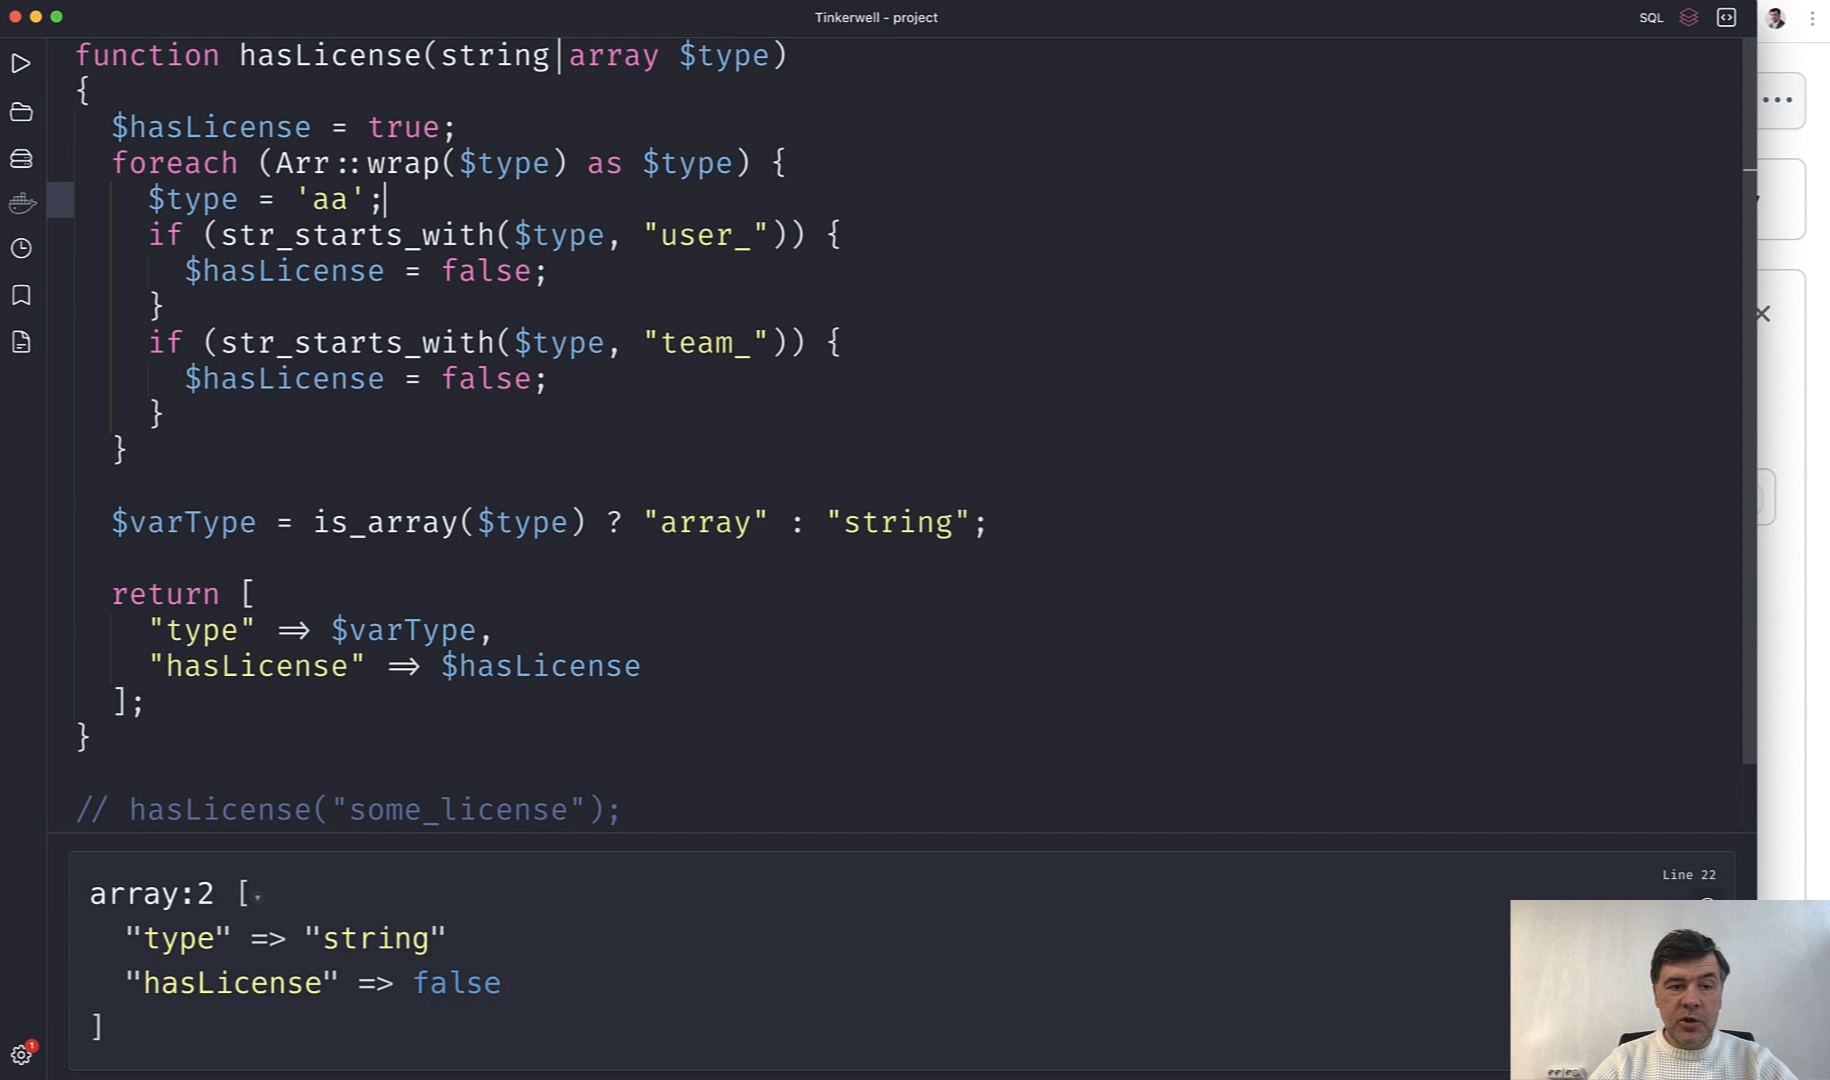 Tinkerwell - project
SQL
function hasLicense(string|array $type)
{
$hasLicense = true;
foreach (Arr::wrap($type) as $type) {
$type = 'aa';
if (str_starts_with($type, "user_")) {
$hasLicense = false;
}
if (str_starts_with($type, "team_")) {
$hasLicense = false;
}
}
$varType = is_array($type) ? "array" : "string";
return [
"type" => $varType,
"hasLicense" => $hasLicense
];
}
// hasLicense("some_license");
Line 22
array:2 [
"type" => "string"
"hasLicense" => false
]
1